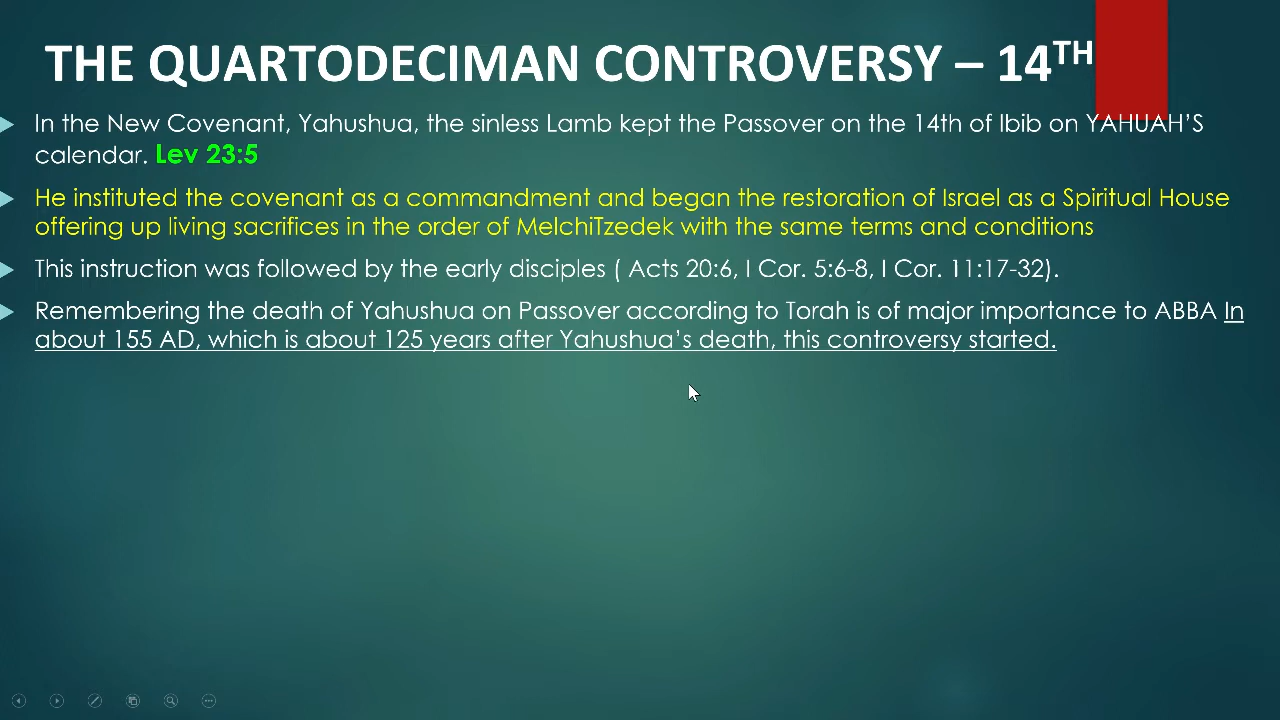 THE QUARTODECIMAN CONTROVERSY – 14TH
In the New Covenant, Yahushua, the sinless Lamb kept the Passover on the 14th of Ibib on YAHUAH’S
calendar. Lev 23:5
He instituted the covenant as a commandment and began the restoration of Israel as a Spiritual House
offering up living sacrifices in the order of MelchiTzedek with the same terms and conditions
This instruction was followed by the early disciples ( Acts 20:6, I Cor. 5:6-8, I Cor. 11:17-32).
Remembering the death of Yahushua on Passover according to Torah is of major importance to ABBA In
about 155 AD, which is about 125 years after Yahushua’s death, this controversy started.